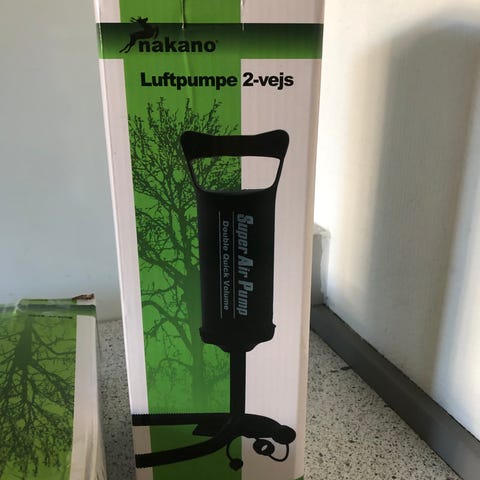 nakano®
Luftpumpe 2-vejs
Super Air Pump
Double Quick Volume